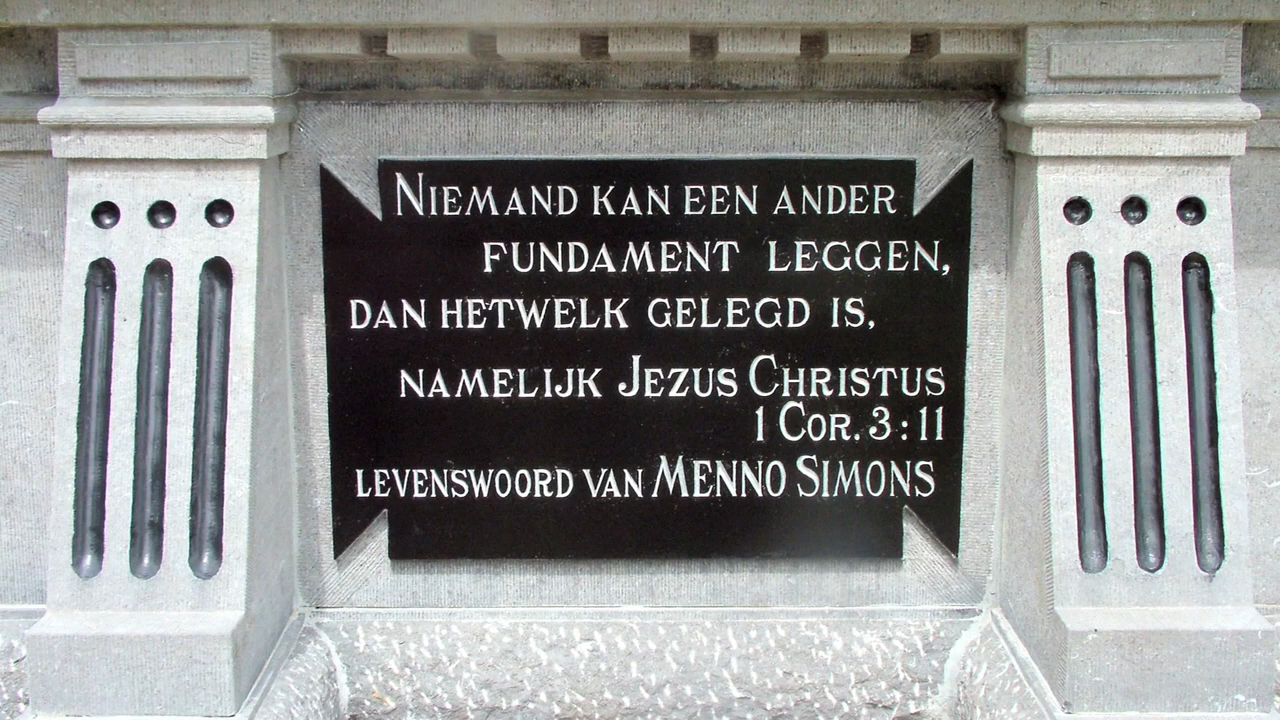 NIEMAND KAN EEN ANDER
FUNDAMENT LEGGEN,
DAN HETWELK GELEGD IS,
NAMELIJK JEZUS CHRISTUS
1 COR. 3:11
LEVENSWOORD VAN MENNO SIMONS